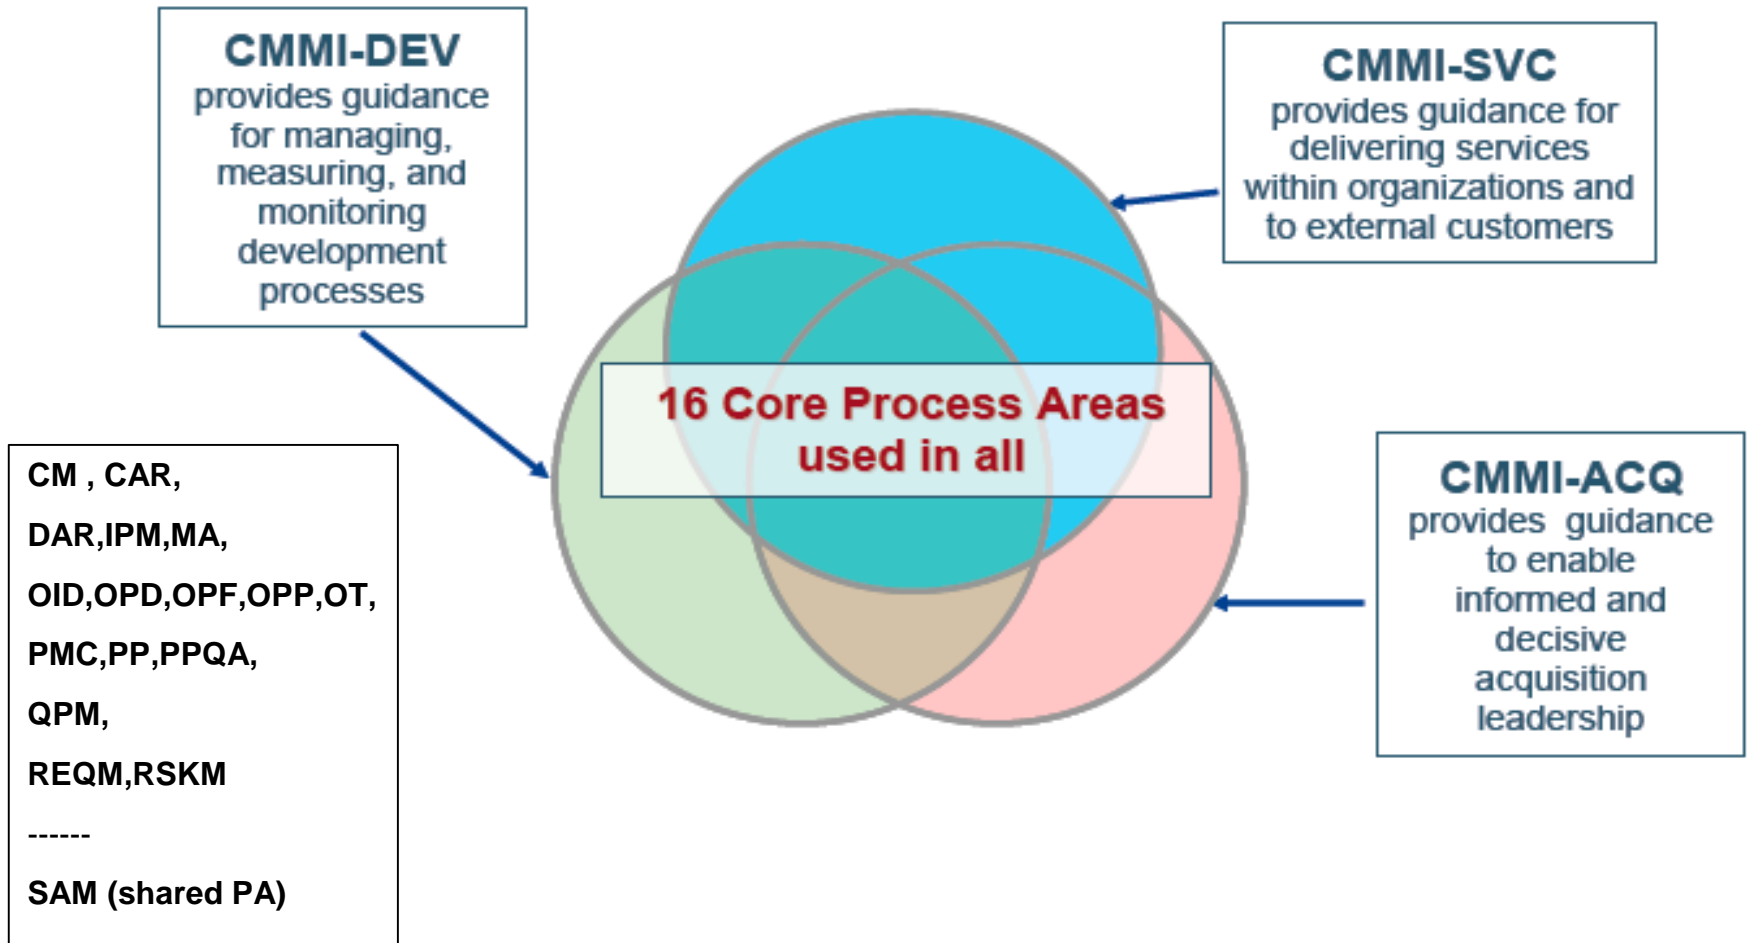 CMMI-DEV
provides guidance
for managing,
measuring, and
monitoring
development
processes
CMMI-SVC
provides guidance for
delivering services
within organizations and
to external customers
16 Core Process Areas
used in all
CM , CAR,
DAR,IPM,MA,
OID,OPD,OPF,OPP,OT,
PMC,PP,PPQA,
QPM,
REQM,RSKM
------
SAM (shared PA)
CMMI-ACQ
provides  guidance
to enable
informed and
decisive
acquisition
leadership